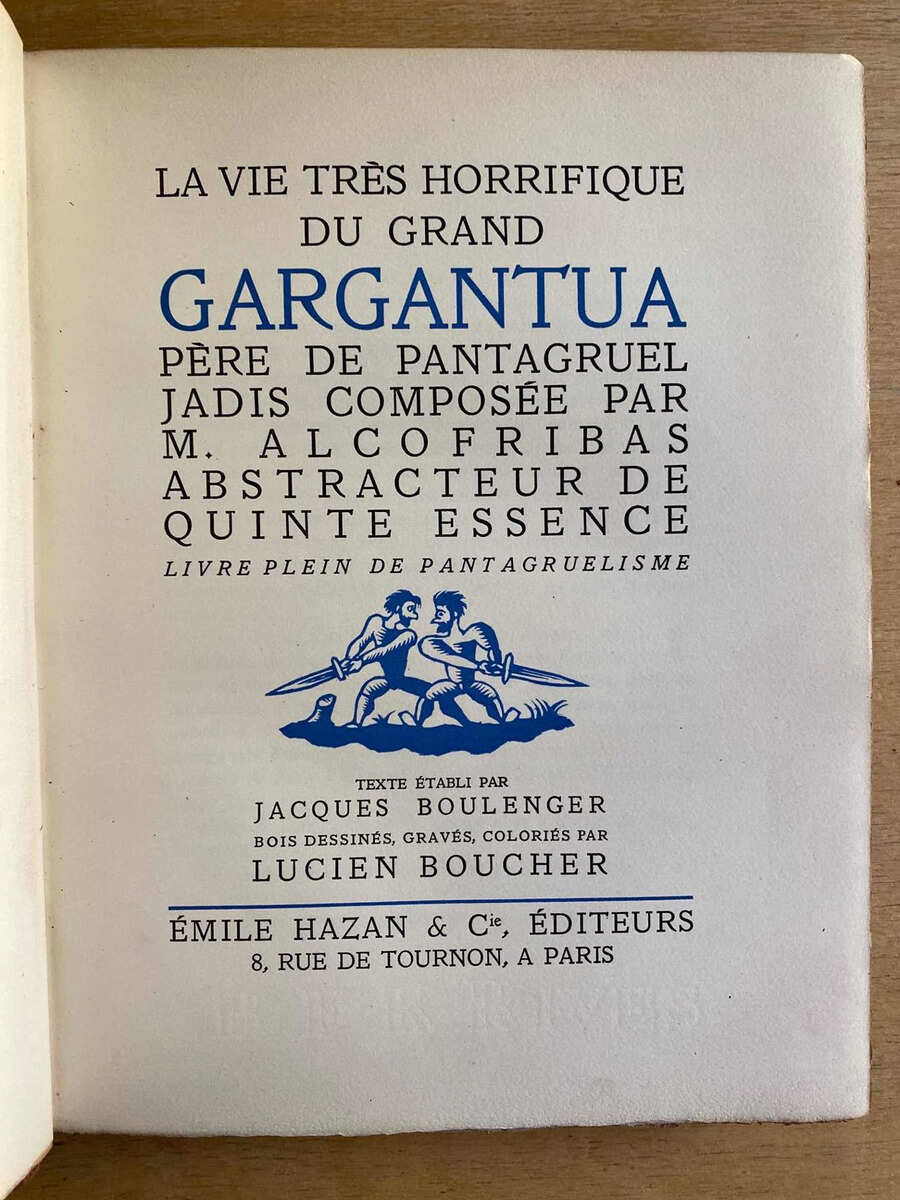 LA VIE TRÈS HORRIFIQUE
DU GRAND
GARGANTUA
PÈRE DE PANTAGRUEL
JADIS COMPOSÉE PAR
M. ALCOFRIBAS
ABSTRACTEUR DE
QUINTE ESSENCE
LIVRE PLEIN DE PANTAGRUELISME
TEXTE ÉTABLI PAR
JACQUES BOULENGER
BOIS DESSINÉS, GRAVÉS, COLORIÉS PAR
LUCIEN BOUCHER
ÉMILE HAZAN & Cie, ÉDITEURS
8, RUE DE TOURNON, A PARIS